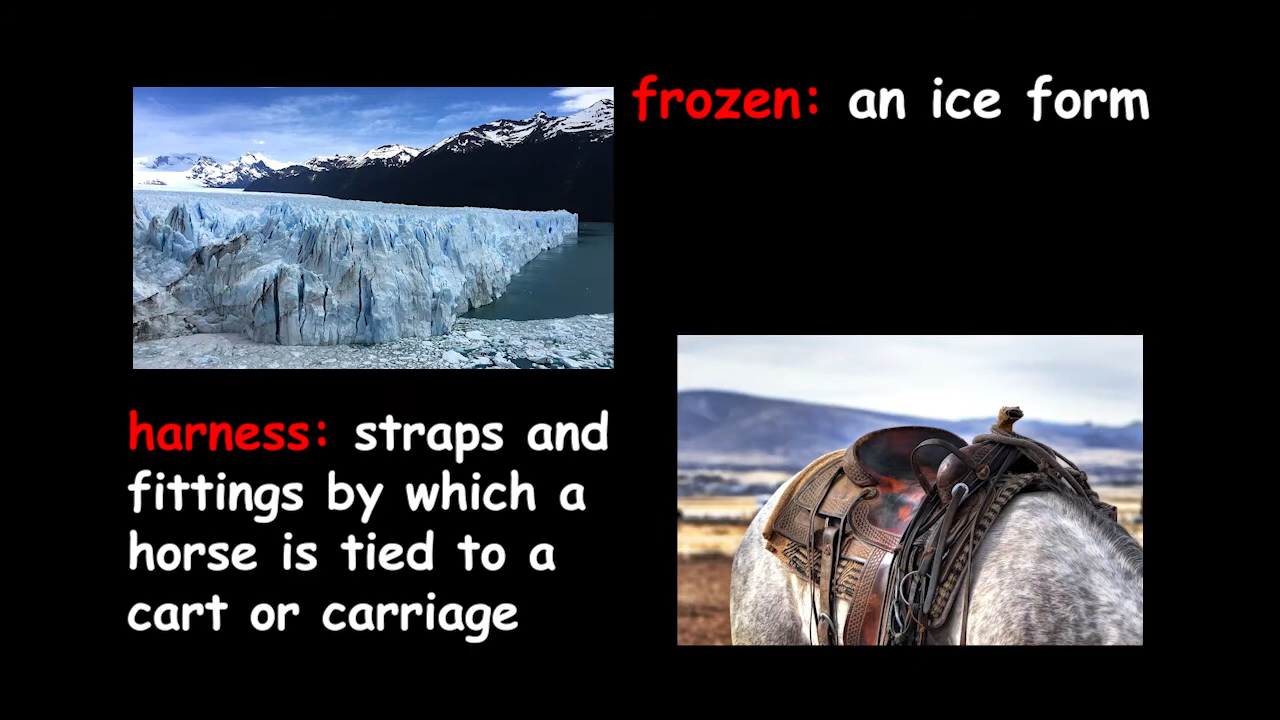 frozen: an ice form
harness: straps and
fittings by which a
horse is tied to a
cart or carriage